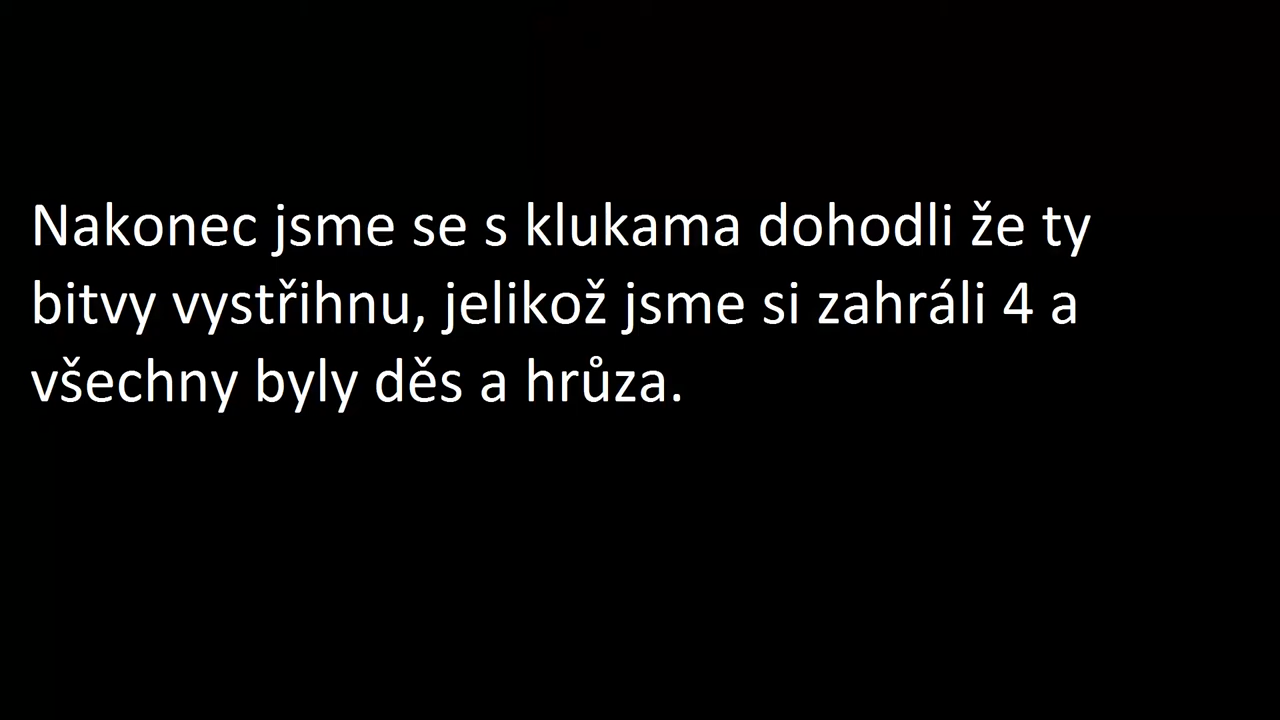 Nakonec jsme se s klukama dohodli že ty
bitvy vystřihnu, jelikož jsme si zahráli 4 a
všechny byly děs a hrůza.